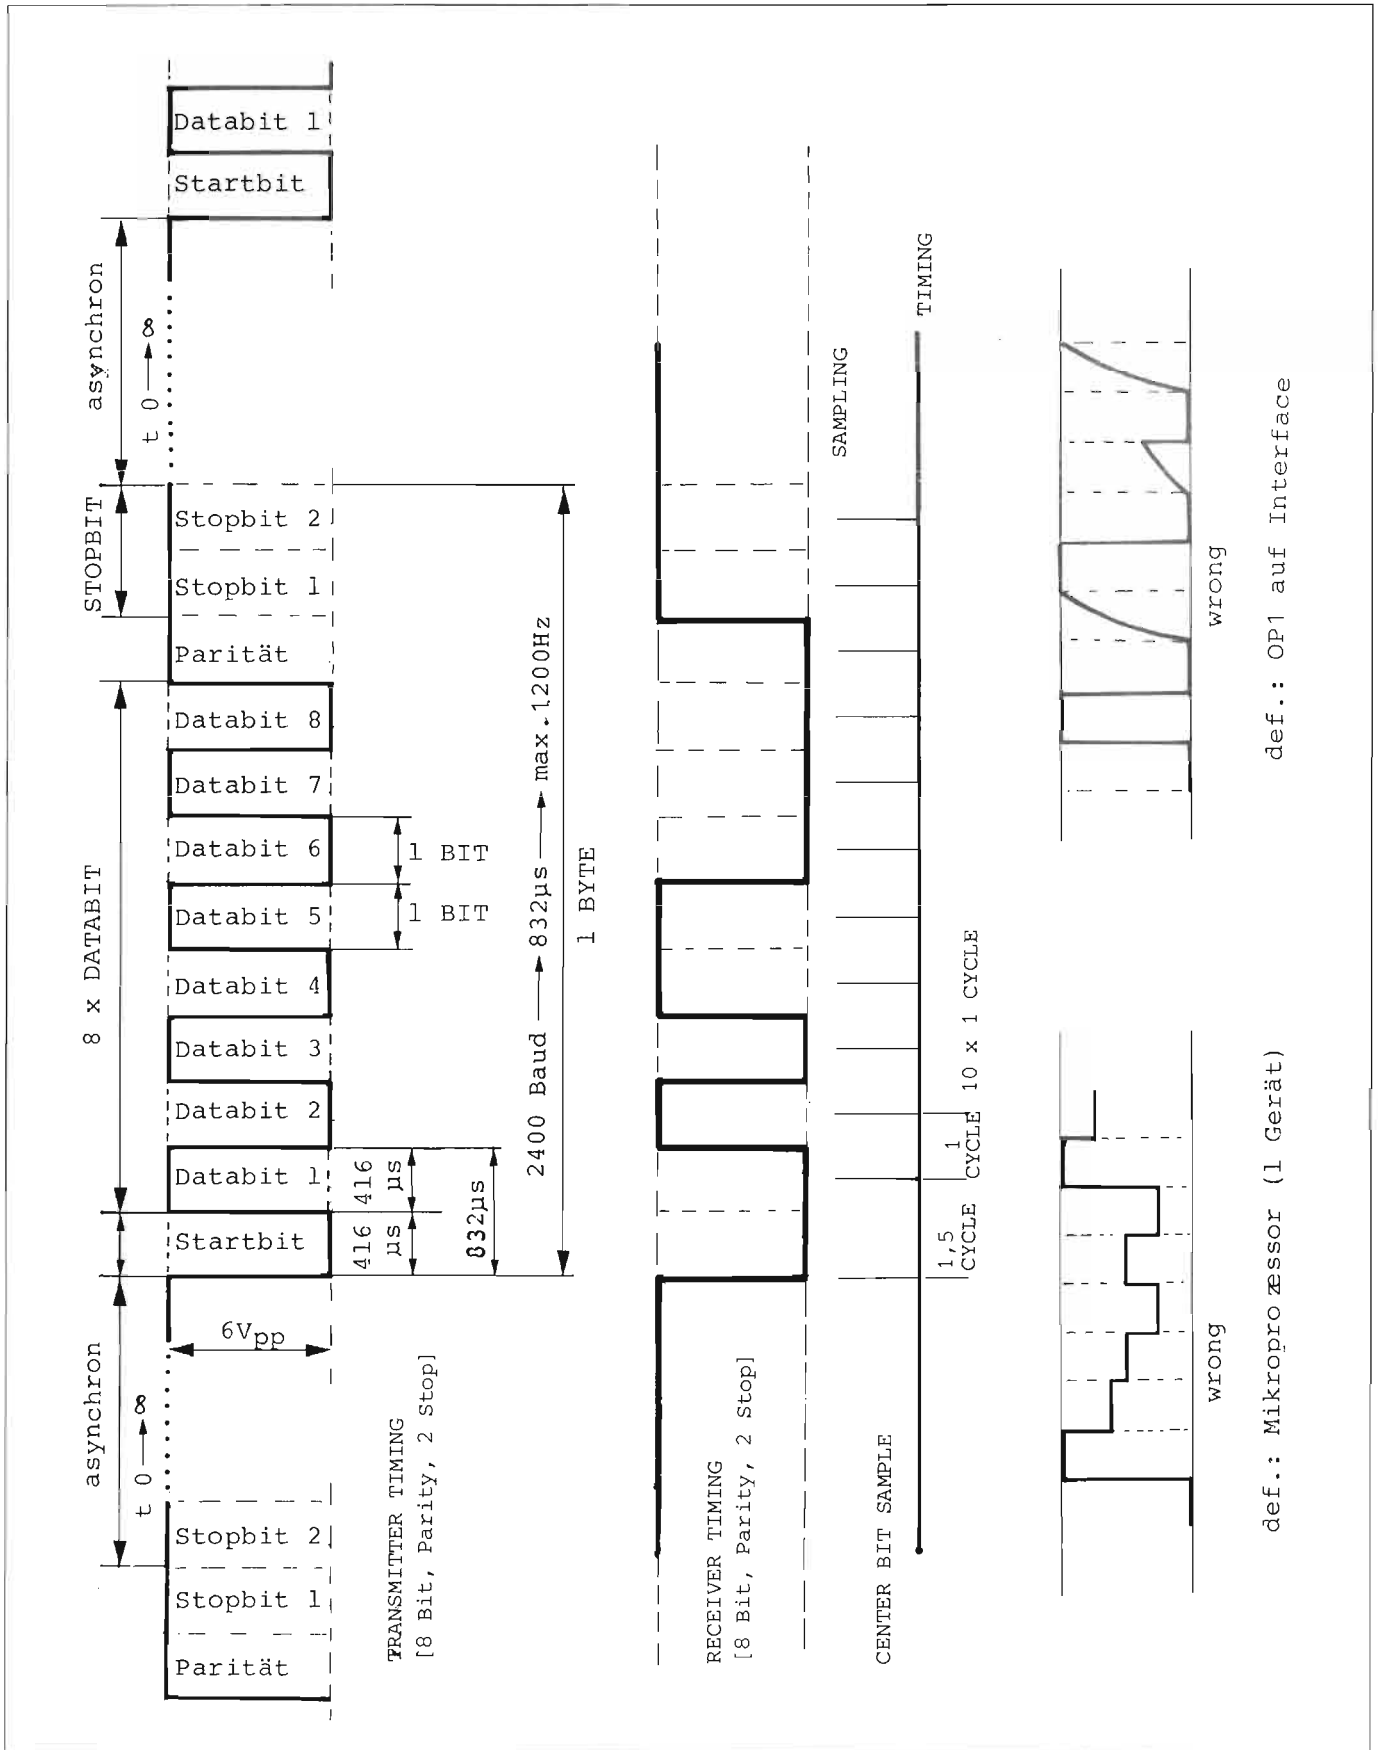 asynchron
t 0 → ∞
8 x DATABIT
STOPBIT
asynchron
t 0 → ∞
Parität
Stopbit 1
Stopbit 2
6Vpp
Startbit
Databit 1
Databit 2
Databit 3
Databit 4
Databit 5
Databit 6
Databit 7
Databit 8
Parität
Stopbit 1
Stopbit 2
Startbit
Databit 1
416 µs
416 µs
832µs
1 BIT
1 BIT
TRANSMITTER TIMING
[8 Bit, Parity, 2 Stop]
2400 Baud → 832µs → max.1200Hz
1 BYTE
RECEIVER TIMING
[8 Bit, Parity, 2 Stop]
SAMPLING
CENTER BIT SAMPLE
TIMING
1,5 CYCLE
1 CYCLE
10 x 1 CYCLE
wrong
def.: Mikroprozessor (1 Gerät)
wrong
def.: OP1 auf Interface